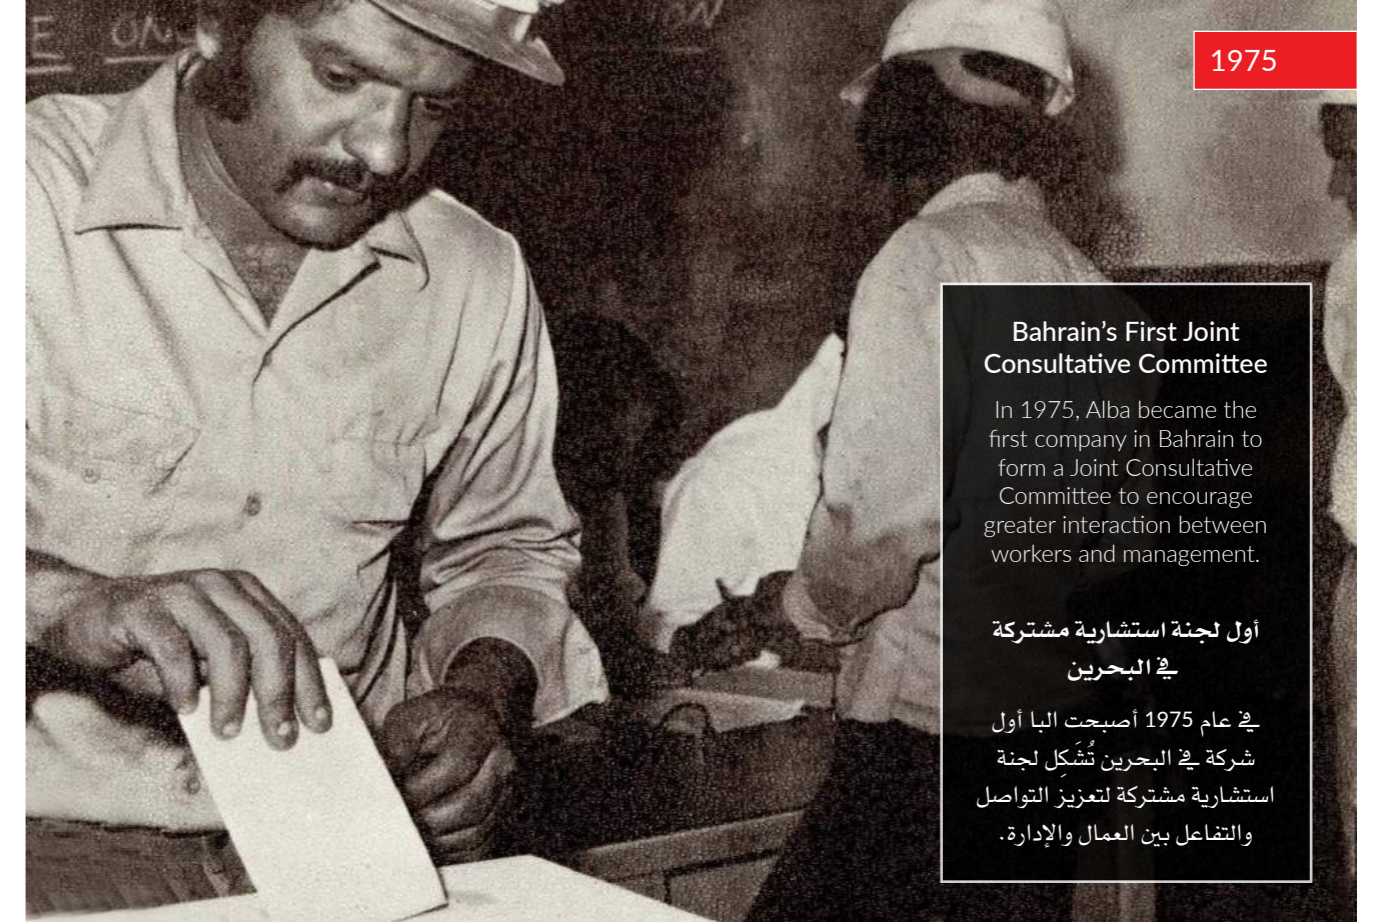 1975
Bahrain’s First Joint
Consultative Committee
In 1975, Alba became the
first company in Bahrain to
form a Joint Consultative
Committee to encourage
greater interaction between
workers and management.
أول لجنة استشارية مشتركة
في البحرين
في عام 1975 أصبحت البا أول
شركة في البحرين تُشَكِل لجنة
استشارية مشتركة لتعزيز التواصل
والتفاعل بين العمال والإدارة.